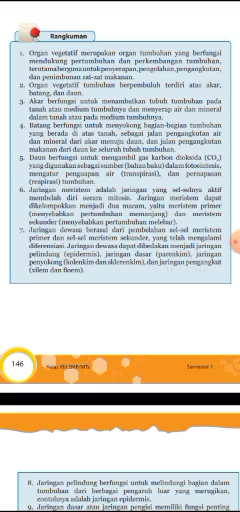 Rangkuman
1. Organ vegetatif merupakan organ tumbuhan yang berfungsi
mendukung pertumbuhan dan perkembangan tumbuhan,
terutama berguna untuk penyerapan, pengolahan, pengangkutan,
dan penimbunan zat-zat makanan.
2. Organ vegetatif tumbuhan berpembuluh terdiri atas akar,
batang, dan daun.
3. Akar berfungsi untuk menambatkan tubuh tumbuhan pada
tanah atau medium tumbuhnya dan menyerap air dan mineral
dalam tanah atau pada medium tumbuhnya.
4. Batang berfungsi untuk menyokong bagian-bagian tumbuhan
yang berada di atas tanah, sebagai jalan pengangkutan air
dan mineral dari akar menuju daun, dan jalan pengangkutan
makanan dari daun ke seluruh tubuh tumbuhan.
5. Daun berfungsi untuk mengambil gas karbon dioksida (CO₂)
yang digunakan sebagai sumber (bahan baku) dalam fotosintesis,
mengatur penguapan air (transpirasi), dan pernapasan
(respirasi) tumbuhan.
6. Jaringan meristem adalah jaringan yang sel-selnya aktif
membelah diri secara mitosis. Jaringan meristem dapat
dikelompokkan menjadi dua macam, yaitu meristem primer
(menyebabkan pertumbuhan memanjang) dan meristem
sekunder (menyebabkan pertumbuhan melebar).
7. Jaringan dewasa berasal dari pembelahan sel-sel meristem
primer dan sel-sel meristem sekunder, yang telah mengalami
diferensiasi. Jaringan dewasa dapat dibedakan menjadi jaringan
pelindung (epidermis), jaringan dasar (parenkim), jaringan
penyokong (kolenkim dan sklerenkim), dan jaringan pengangkut
(xilem dan floem).
146 Kelas VIII SMP/MTs Semester 1
8. Jaringan pelindung berfungsi untuk melindungi bagian dalam
tumbuhan dari berbagai pengaruh luar yang merugikan,
contohnya adalah jaringan epidermis.
9. Jaringan dasar atau jaringan pengisi memiliki fungsi penting